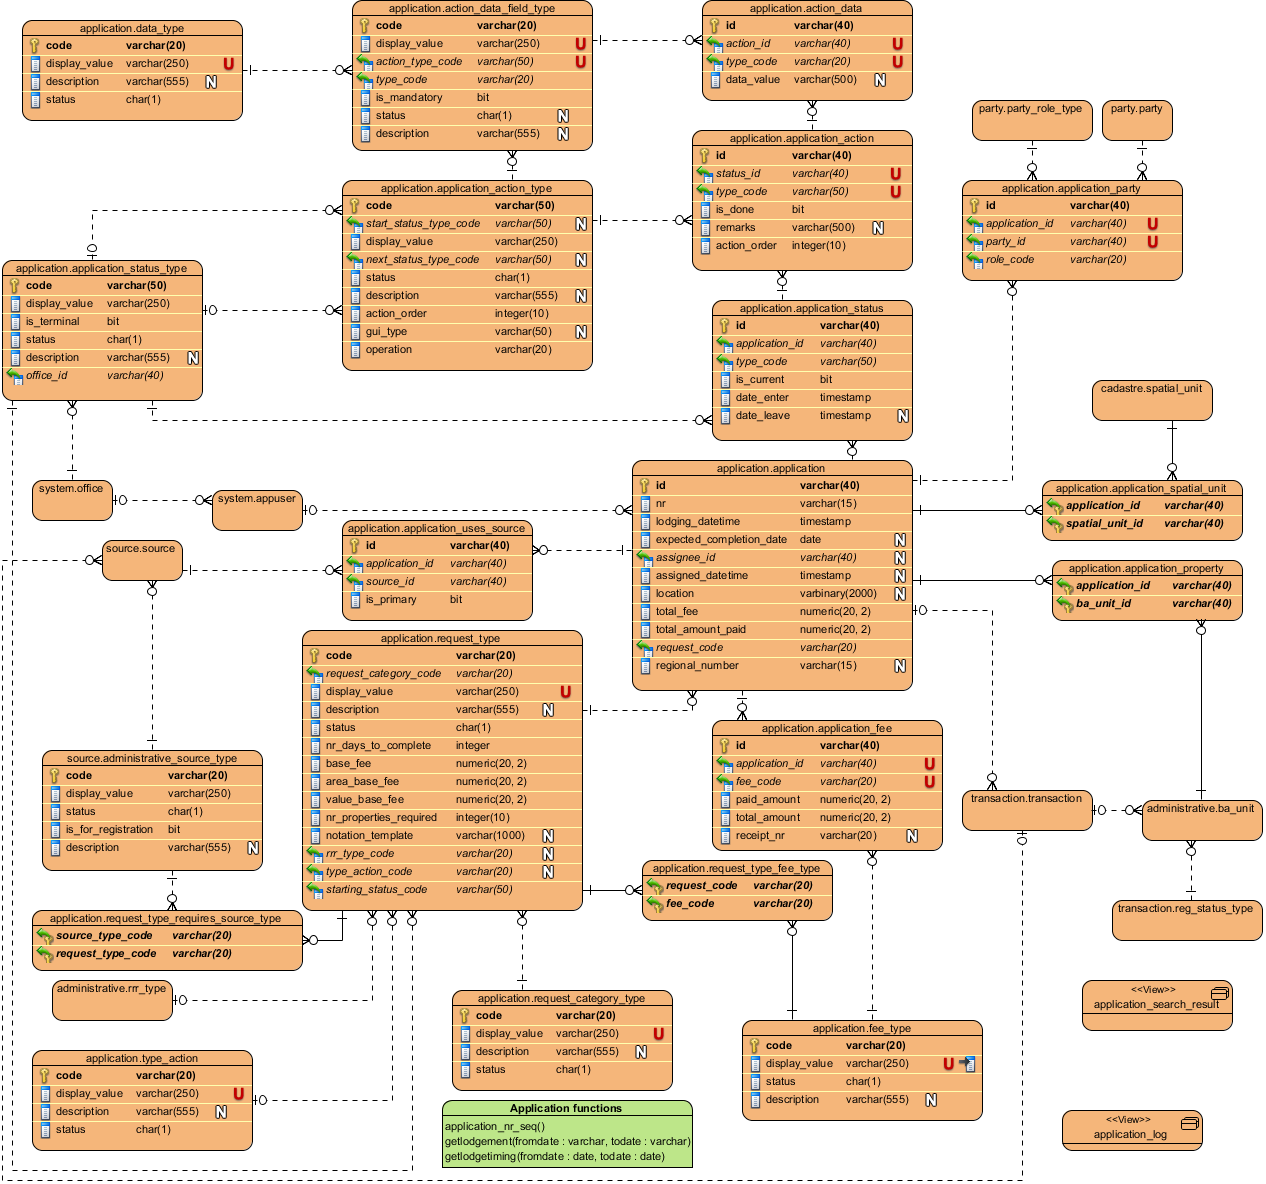 application.data_type
code varchar(20)
display_value varchar(250) U
description varchar(555) N
status char(1)
application.action_data_field_type
code varchar(20)
display_value varchar(250) U
action_type_code varchar(50) U
type_code varchar(20)
is_mandatory bit
status char(1) N
description varchar(555) N
application.action_data
id varchar(40)
action_id varchar(40) U
type_code varchar(20) U
data_value varchar(500) N
party.party_role_type
party.party
application.application_action
id varchar(40)
status_id varchar(40) U
type_code varchar(50) U
is_done bit
remarks varchar(500) N
action_order integer(10)
application.application_party
id varchar(40)
application_id varchar(40) U
party_id varchar(40) U
role_code varchar(20)
application.application_action_type
code varchar(50)
start_status_type_code varchar(50) N
display_value varchar(250)
next_status_type_code varchar(50) N
status char(1)
description varchar(555) N
action_order integer(10)
gui_type varchar(50) N
operation varchar(20)
application.application_status_type
code varchar(50)
display_value varchar(250)
is_terminal bit
status char(1)
description varchar(555) N
office_id varchar(40)
application.application_status
id varchar(40)
application_id varchar(40)
type_code varchar(50)
is_current bit
date_enter timestamp
date_leave timestamp N
cadastre.spatial_unit
system.office
system.appuser
application.application
id varchar(40)
nr varchar(15)
lodging_datetime timestamp
expected_completion_date date N
assignee_id varchar(40) N
assigned_datetime timestamp N
location varbinary(2000) N
total_fee numeric(20, 2)
total_amount_paid numeric(20, 2)
request_code varchar(20)
regional_number varchar(15) N
application.application_spatial_unit
application_id varchar(40)
spatial_unit_id varchar(40)
source.source
application.application_uses_source
id varchar(40)
application_id varchar(40)
source_id varchar(40)
is_primary bit
application.application_property
application_id varchar(40)
ba_unit_id varchar(40)
application.request_type
code varchar(20)
request_category_code varchar(20)
display_value varchar(250) U
description varchar(555) N
status char(1)
nr_days_to_complete integer
base_fee numeric(20, 2)
area_base_fee numeric(20, 2)
value_base_fee numeric(20, 2)
nr_properties_required integer(10)
notation_template varchar(1000) N
rrr_type_code varchar(20) N
type_action_code varchar(20) N
starting_status_code varchar(50)
application.application_fee
id varchar(40)
application_id varchar(40) U
fee_code varchar(20) U
paid_amount numeric(20, 2)
total_amount numeric(20, 2)
receipt_nr varchar(20) N
source.administrative_source_type
code varchar(20)
display_value varchar(250)
status char(1)
is_for_registration bit
description varchar(555) N
transaction.transaction
administrative.ba_unit
application.request_type_fee_type
request_code varchar(20)
fee_code varchar(20)
transaction.reg_status_type
application.request_type_requires_source_type
source_type_code varchar(20)
request_type_code varchar(20)
administrative.rrr_type
application.request_category_type
code varchar(20)
display_value varchar(250) U
description varchar(555) N
status char(1)
<<View>>
application_search_result
application.fee_type
code varchar(20)
display_value varchar(250) U
status char(1)
description varchar(555) N
application.type_action
code varchar(20)
display_value varchar(250) U
description varchar(555) N
status char(1)
Application functions
application_nr_seq()
getlodgement(fromdate : varchar, todate : varchar)
getlodgetiming(fromdate : date, todate : date)
<<View>>
application_log